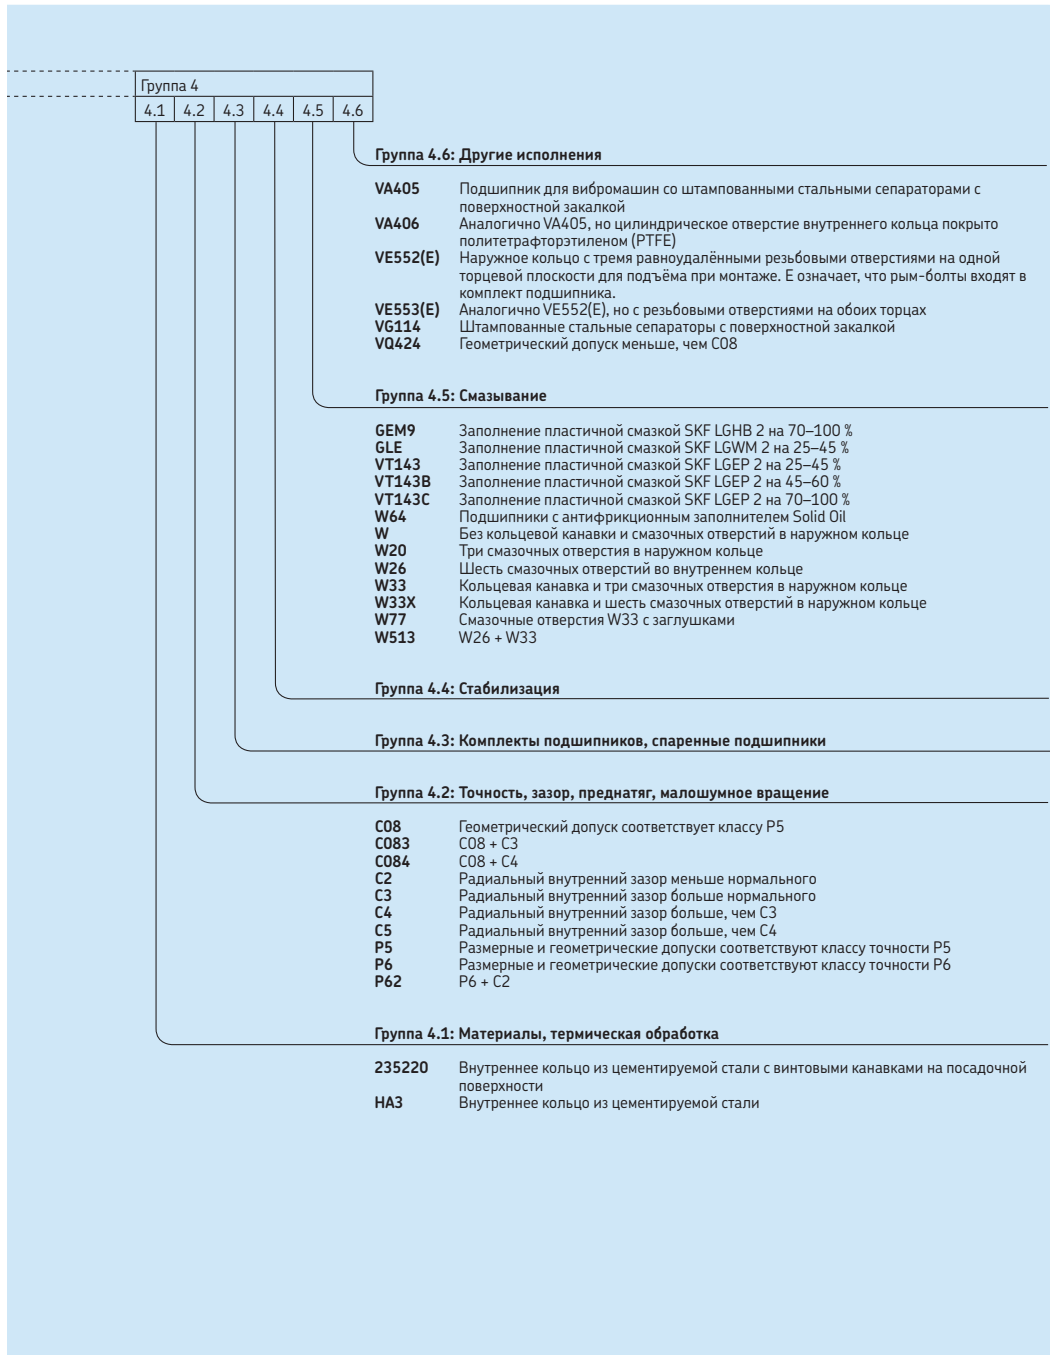 Группа 4
4.1 4.2 4.3 4.4 4.5 4.6
Группа 4.6: Другие исполнения
VA405 Подшипник для вибромашин со штампованными стальными сепараторами с
поверхностной закалкой
VA406 Аналогично VA405, но цилиндрическое отверстие внутреннего кольца покрыто
политетрафторэтиленом (PTFE)
VE552(E) Наружное кольцо с тремя равноудалёнными резьбовыми отверстиями на одной
торцевой плоскости для подъёма при монтаже. E означает, что рым-болты входят в
комплект подшипника.
VE553(E) Аналогично VE552(E), но с резьбовыми отверстиями на обоих торцах
VG114 Штампованные стальные сепараторы с поверхностной закалкой
VQ424 Геометрический допуск меньше, чем C08
Группа 4.5: Смазывание
GEM9 Заполнение пластичной смазкой SKF LGHB 2 на 70–100 %
GLE Заполнение пластичной смазкой SKF LGWM 2 на 25–45 %
VT143 Заполнение пластичной смазкой SKF LGEP 2 на 25–45 %
VT143B Заполнение пластичной смазкой SKF LGEP 2 на 45–60 %
VT143C Заполнение пластичной смазкой SKF LGEP 2 на 70–100 %
W64 Подшипники с антифрикционным заполнителем Solid Oil
W Без кольцевой канавки и смазочных отверстий в наружном кольце
W20 Три смазочных отверстия в наружном кольце
W26 Шесть смазочных отверстий во внутреннем кольце
W33 Кольцевая канавка и три смазочных отверстия в наружном кольце
W33X Кольцевая канавка и шесть смазочных отверстий в наружном кольце
W77 Смазочные отверстия W33 с заглушками
W513 W26 + W33
Группа 4.4: Стабилизация
Группа 4.3: Комплекты подшипников, спаренные подшипники
Группа 4.2: Точность, зазор, преднатяг, малошумное вращение
C08 Геометрический допуск соответствует классу P5
C083 C08 + C3
C084 C08 + C4
C2 Радиальный внутренний зазор меньше нормального
C3 Радиальный внутренний зазор больше нормального
C4 Радиальный внутренний зазор больше, чем C3
C5 Радиальный внутренний зазор больше, чем C4
P5 Размерные и геометрические допуски соответствуют классу точности P5
P6 Размерные и геометрические допуски соответствуют классу точности P6
P62 P6 + C2
Группа 4.1: Материалы, термическая обработка
235220 Внутреннее кольцо из цементируемой стали с винтовыми канавками на посадочной
поверхности
HA3 Внутреннее кольцо из цементируемой стали